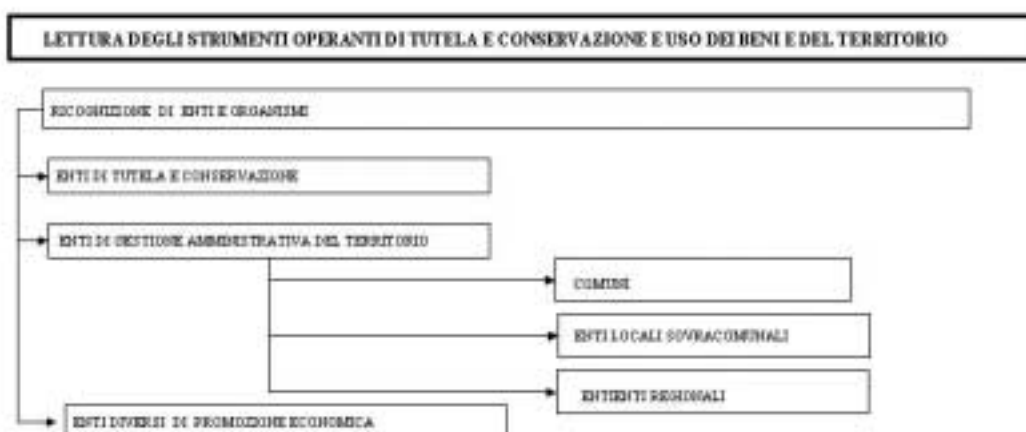 LETTURA DEGLI STRUMENTI OPERANTI DI TUTELA E CONSERVAZIONE E USO DEI BENI E DEL TERRITORIO
RICOGNIZIONE DI ENTI E ORGANISMI
ENTI DI TUTELA E CONSERVAZIONE
ENTI DI GESTIONE AMMINISTRATIVA DEL TERRITORIO
COMUNI
ENTI LOCALI SOVRACOMUNALI
ENTIENTI REGIONALI
ENTI DIVERSI DI PROMOZIONE ECONOMICA